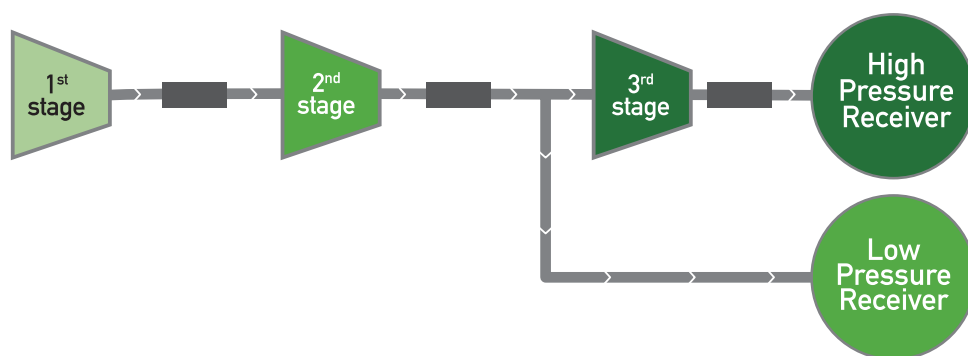 1st
stage
2nd
stage
3rd
stage
High
Pressure
Receiver
Low
Pressure
Receiver